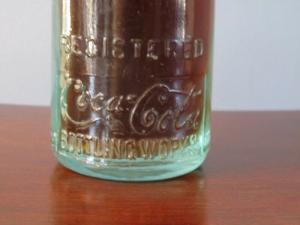 REGISTERED
Coca-Cola
BOTTLING WORKS